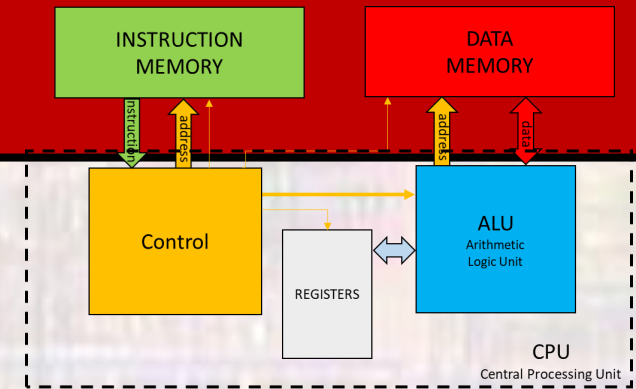 INSTRUCTION
MEMORY
DATA
MEMORY
instruction
address
address
data
Control
ALU
Arithmetic
Logic Unit
REGISTERS
CPU
Central Processing Unit